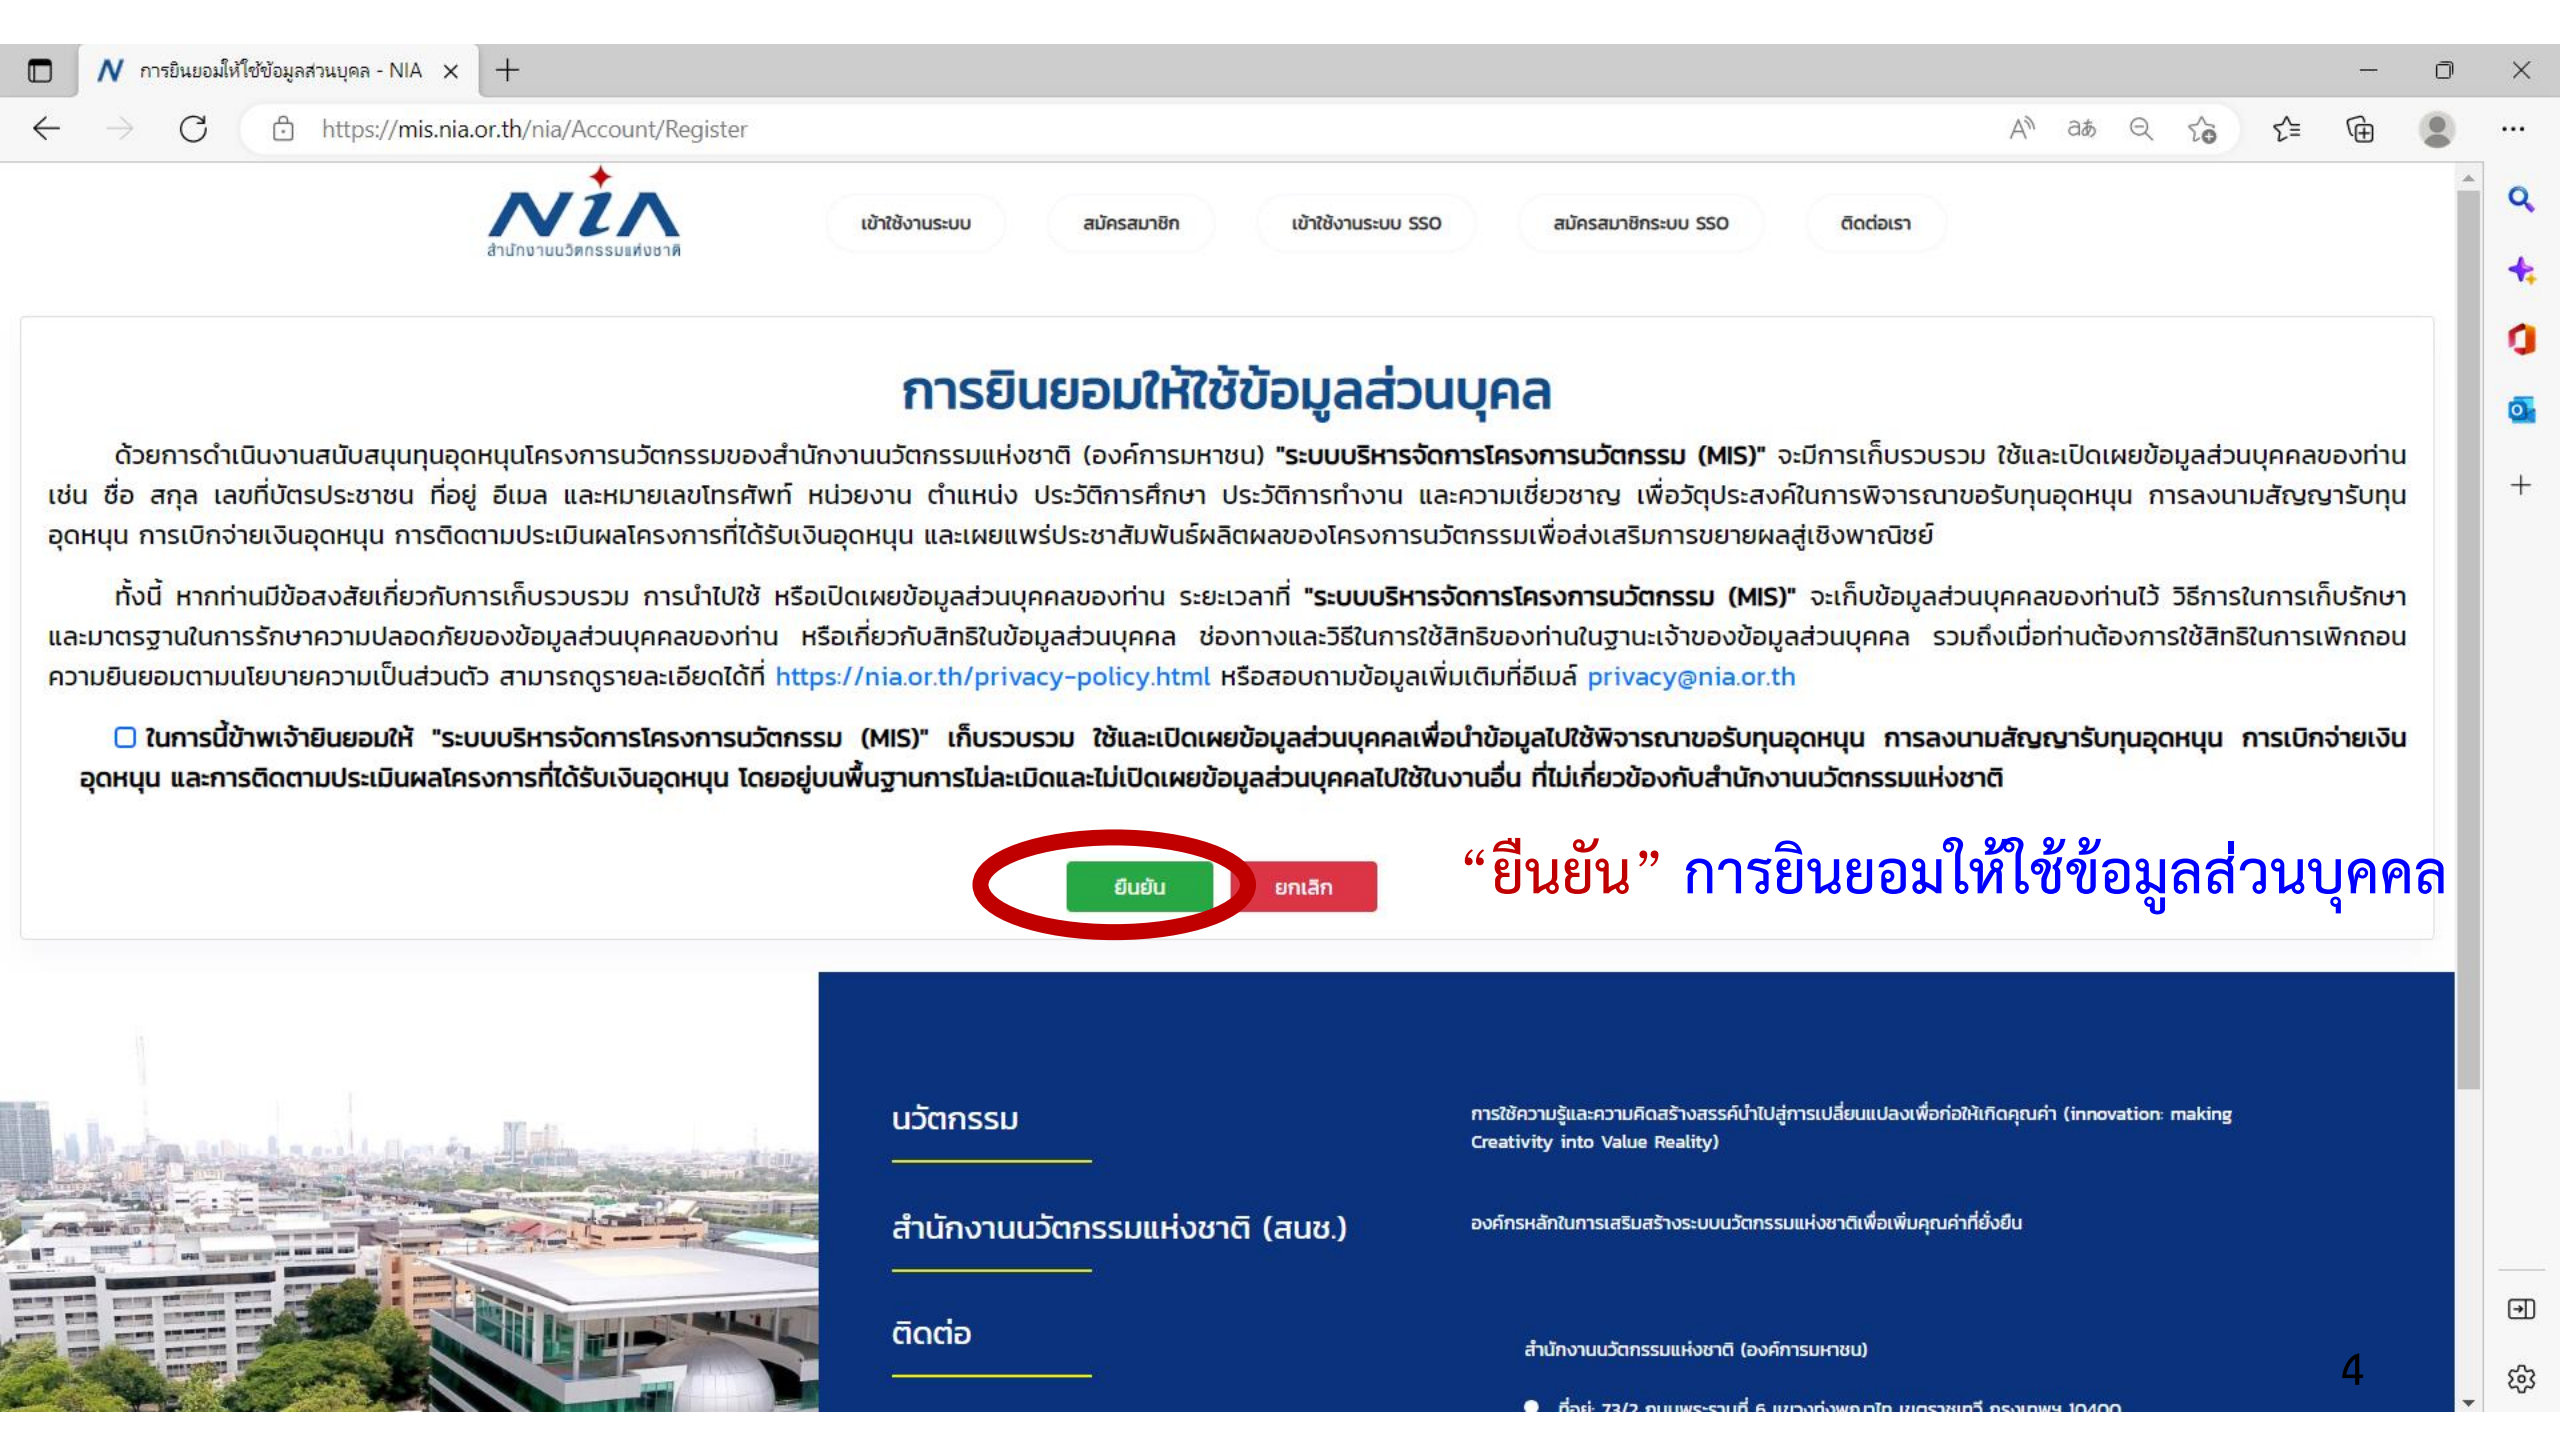 การยินยอมให้ใช้ข้อมูลส่วนบุคล - NIA
https://mis.nia.or.th/nia/Account/Register
NiA
สำนักงานนวัตกรรมแห่งชาติ
เข้าใช้งานระบบ
สมัครสมาชิก
เข้าใช้งานระบบ SSO
สมัครสมาชิกระบบ SSO
ติดต่อเรา
การยินยอมให้ใช้ข้อมูลส่วนบุคล
ด้วยการดำเนินงานสนับสนุนทุนอุดหนุนโครงการนวัตกรรมของสำนักงานนวัตกรรมแห่งชาติ (องค์การมหาชน) "ระบบบริหารจัดการโครงการนวัตกรรม (MIS)" จะมีการเก็บรวบรวม ใช้และเปิดเผยข้อมูลส่วนบุคคลของท่าน
เช่น ชื่อ สกุล เลขที่บัตรประชาชน ที่อยู่ อีเมล และหมายเลขโทรศัพท์ หน่วยงาน ตำแหน่ง ประวัติการศึกษา ประวัติการทำงาน และความเชี่ยวชาญ เพื่อวัตุประสงค์ในการพิจารณาขอรับทุนอุดหนุน การลงนามสัญญารับทุน
อุดหนุน การเบิกจ่ายเงินอุดหนุน การติดตามประเมินผลโครงการที่ได้รับเงินอุดหนุน และเผยแพร่ประชาสัมพันธ์ผลิตผลของโครงการนวัตกรรมเพื่อส่งเสริมการขยายผลสู่เชิงพาณิชย์
ทั้งนี้ หากท่านมีข้อสงสัยเกี่ยวกับการเก็บรวบรวม การนำไปใช้ หรือเปิดเผยข้อมูลส่วนบุคคลของท่าน ระยะเวลาที่ "ระบบบริหารจัดการโครงการนวัตกรรม (MIS)" จะเก็บข้อมูลส่วนบุคคลของท่านไว้ วิธีการในการเก็บรักษา
และมาตรฐานในการรักษาความปลอดภัยของข้อมูลส่วนบุคคลของท่าน หรือเกี่ยวกับสิทธิในข้อมูลส่วนบุคคล ช่องทางและวิธีในการใช้สิทธิของท่านในฐานะเจ้าของข้อมูลส่วนบุคคล รวมถึงเมื่อท่านต้องการใช้สิทธิในการเพิกถอน
ความยินยอมตามนโยบายความเป็นส่วนตัว สามารถดูรายละเอียดได้ที่ https://nia.or.th/privacy-policy.html หรือสอบถามข้อมูลเพิ่มเติมที่อีเมล์ privacy@nia.or.th
ในการนี้ข้าพเจ้ายินยอมให้ "ระบบบริหารจัดการโครงการนวัตกรรม (MIS)" เก็บรวบรวม ใช้และเปิดเผยข้อมูลส่วนบุคคลเพื่อนำข้อมูลไปใช้พิจารณาขอรับทุนอุดหนุน การลงนามสัญญารับทุนอุดหนุน การเบิกจ่ายเงิน
อุดหนุน และการติดตามประเมินผลโครงการที่ได้รับเงินอุดหนุน โดยอยู่บนพื้นฐานการไม่ละเมิดและไม่เปิดเผยข้อมูลส่วนบุคคลไปใช้ในงานอื่น ที่ไม่เกี่ยวข้องกับสำนักงานนวัตกรรมแห่งชาติ
ยืนยัน
ยกเลิก
“ยืนยัน” การยินยอมให้ใช้ข้อมูลส่วนบุคคล
นวัตกรรม
การใช้ความรู้และความคิดสร้างสรรค์นำไปสู่การเปลี่ยนแปลงเพื่อก่อให้เกิดคุณค่า (innovation: making
Creativity into Value Reality)
สำนักงานนวัตกรรมแห่งชาติ (สนช.)
องค์กรหลักในการเสริมสร้างระบบนวัตกรรมแห่งชาติเพื่อเพิ่มคุณค่าที่ยั่งยืน
ติดต่อ
สำนักงานนวัตกรรมแห่งชาติ (องค์การมหาชน)
ที่อยู่: 73/2 ถนนพระรามที่ 6 แขวงทุ่งพญาไท เขตราชเทวี กรุงเทพฯ 10400
4